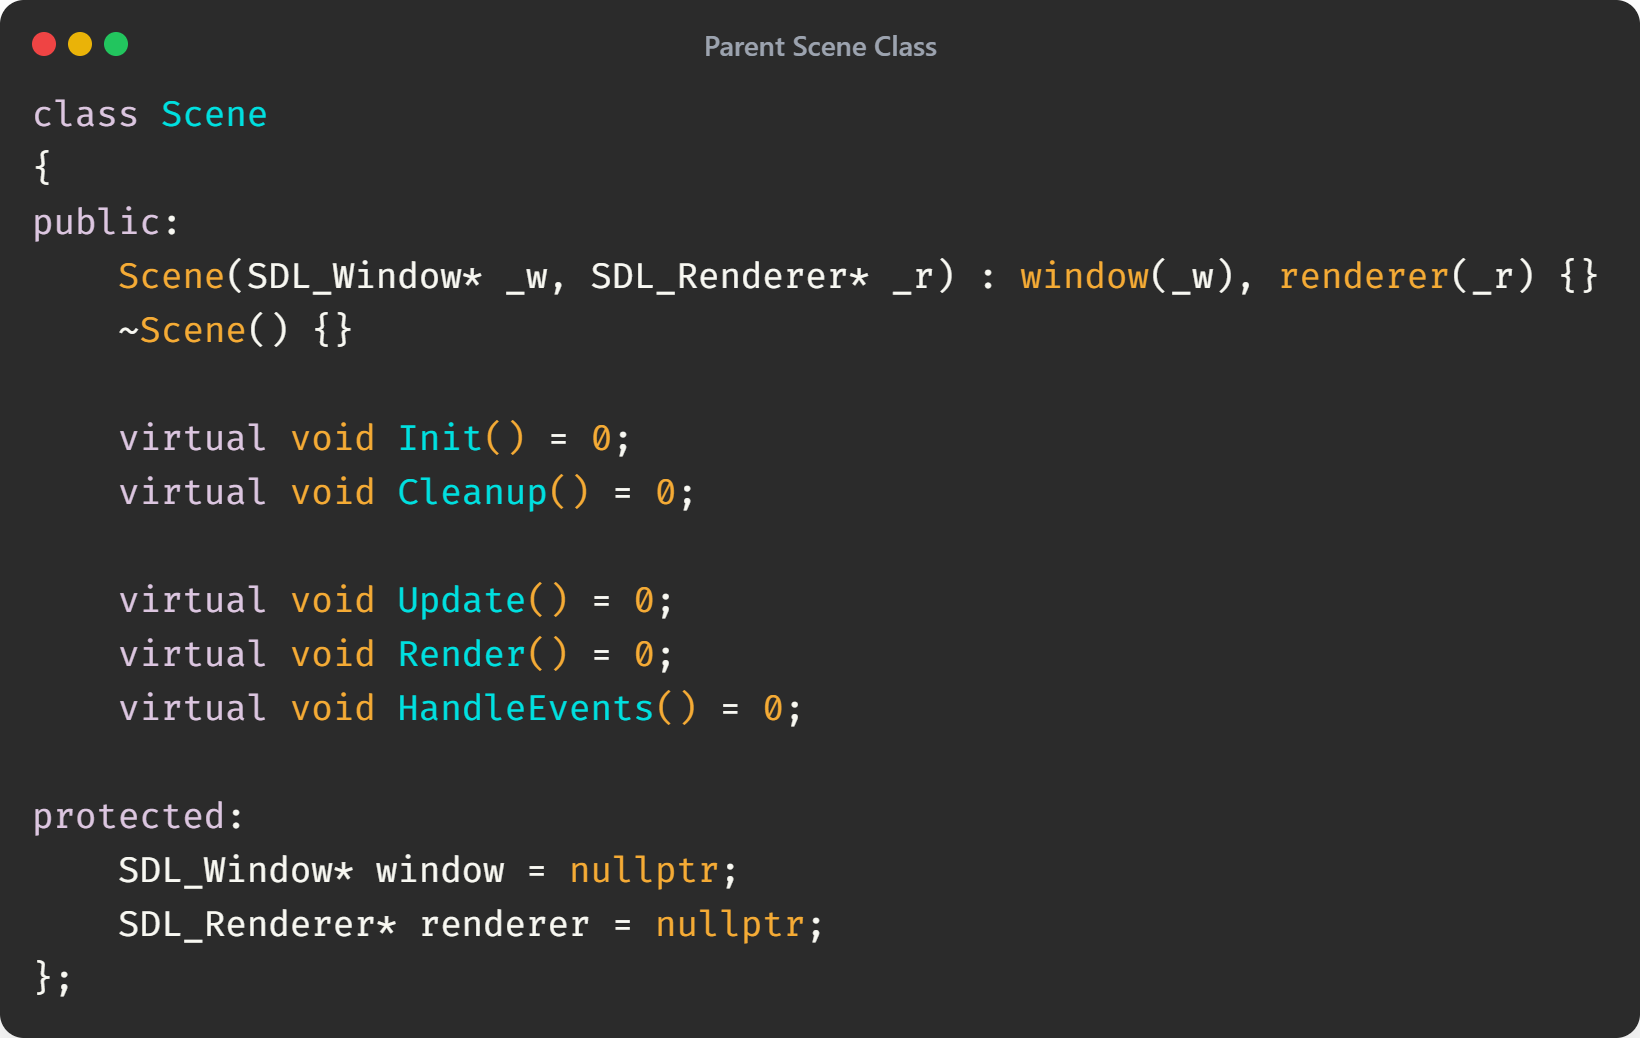 Parent Scene Class
class Scene
{
public:
    Scene(SDL_Window* _w, SDL_Renderer* _r) : window(_w), renderer(_r) {}
    ~Scene() {}

    virtual void Init() = 0;
    virtual void Cleanup() = 0;

    virtual void Update() = 0;
    virtual void Render() = 0;
    virtual void HandleEvents() = 0;

protected:
    SDL_Window* window = nullptr;
    SDL_Renderer* renderer = nullptr;
};